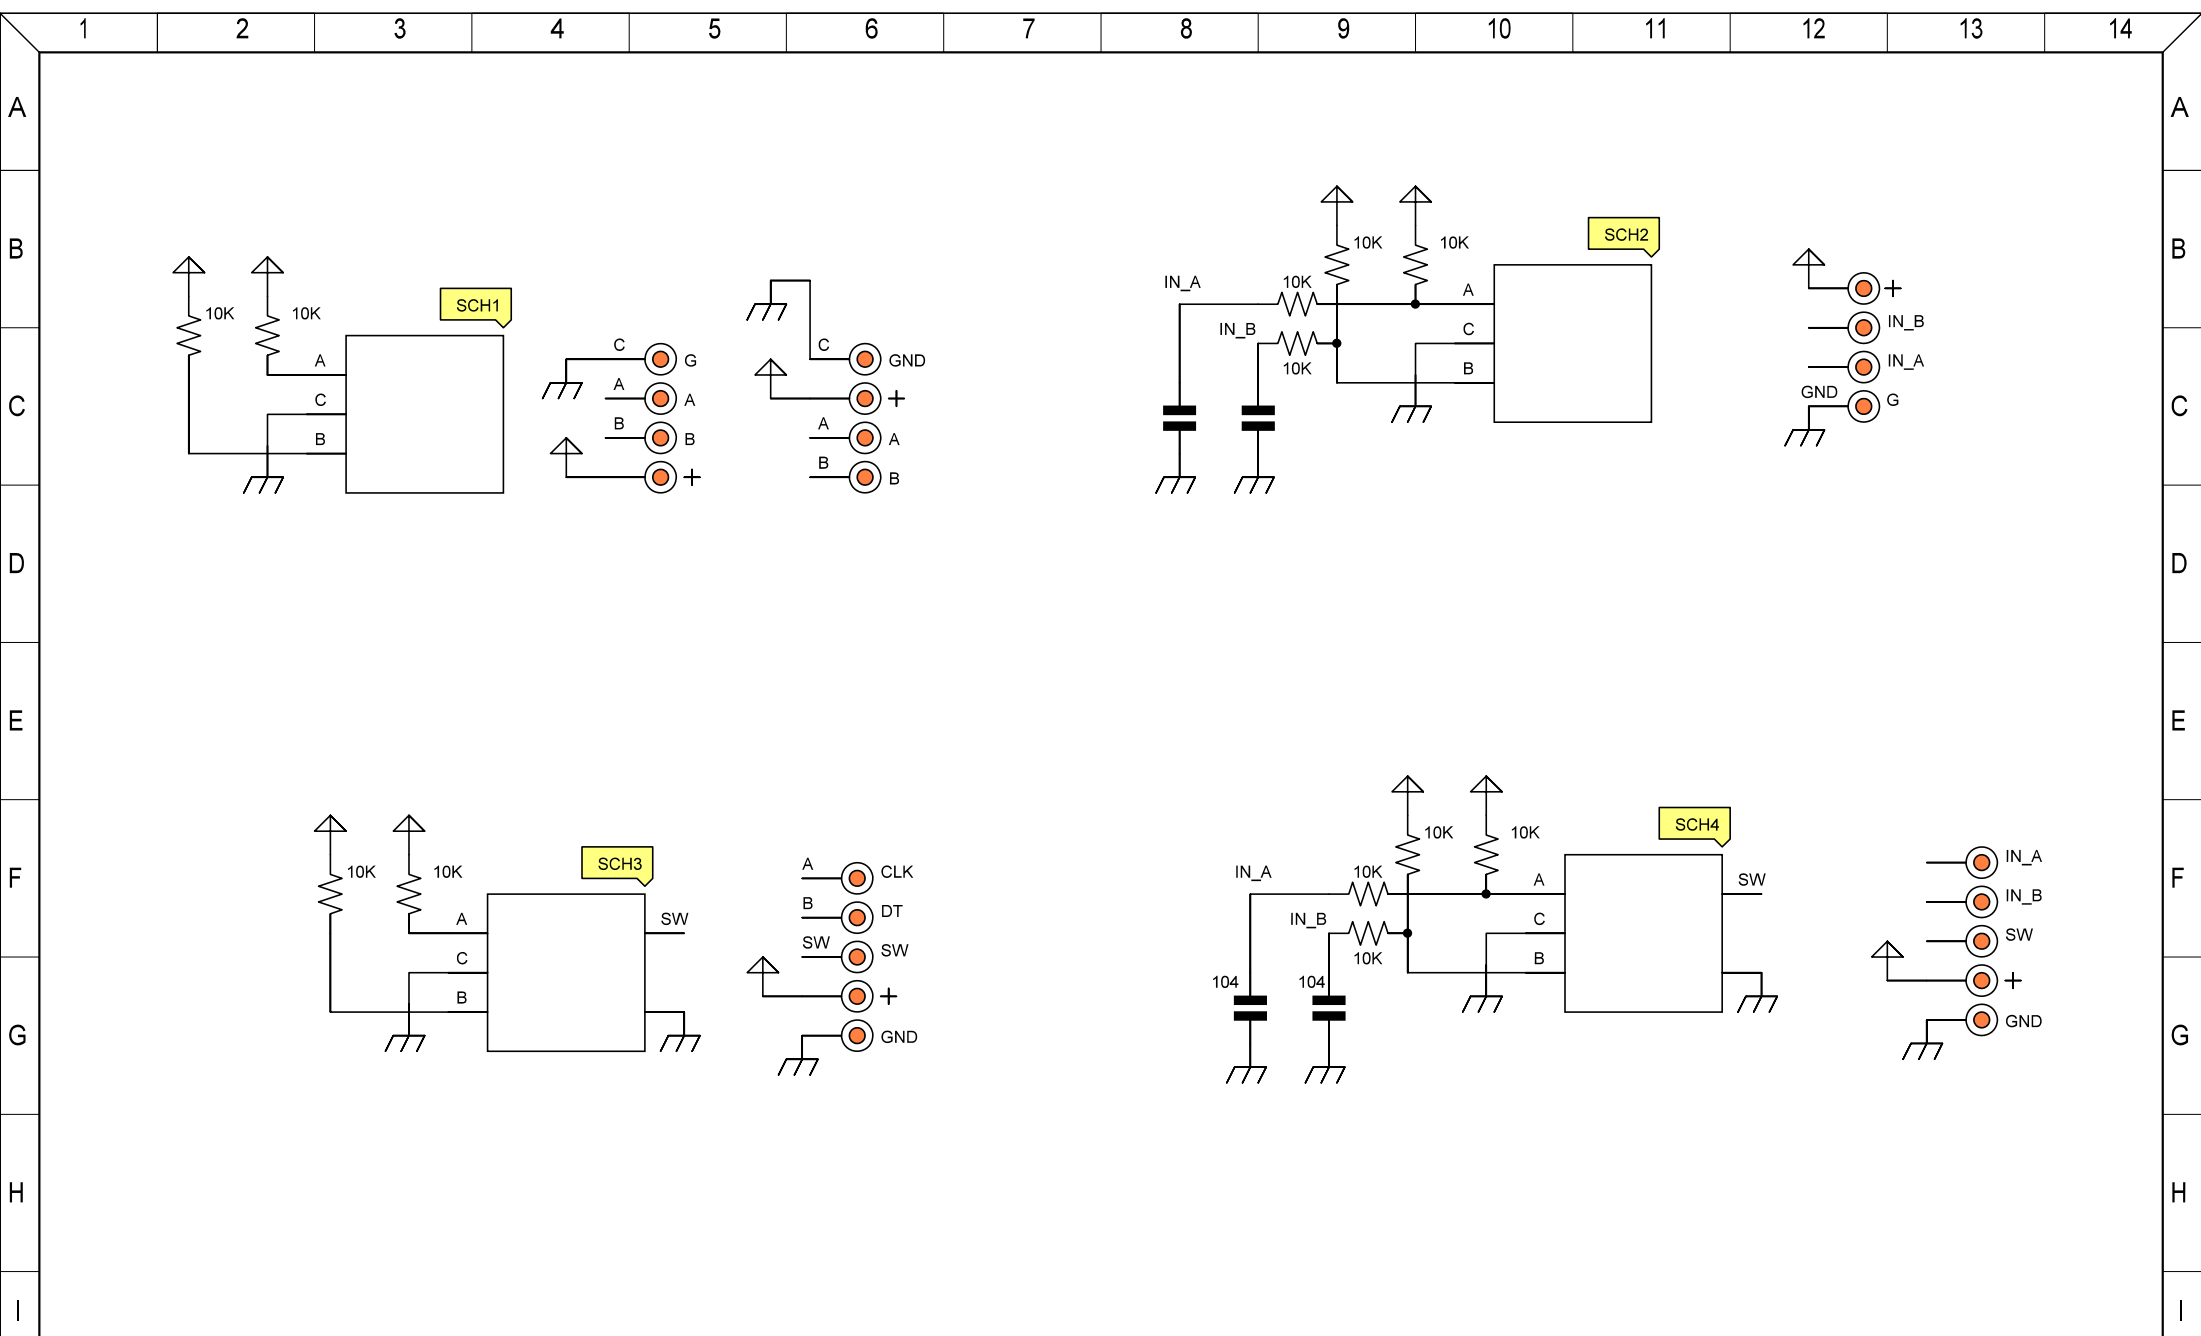 1 2 3 4 5 6 7 8 9 10 11 12 13 14
A A
B B
C C
D D
E E
F F
G G
H H
I I
SCH1
10K 10K
A
C
B
C G
A A
B B
+
C GND
+
A A
B B
SCH2
10K 10K
IN_A 10K
IN_B
10K
A
C
B
+
IN_B
IN_A
GND G
SCH3
10K 10K
A
C
B
SW
A CLK
B DT
SW SW
+
GND
SCH4
10K 10K
IN_A 10K
IN_B
10K
104 104
A
C
B
SW
IN_A
IN_B
SW
+
GND